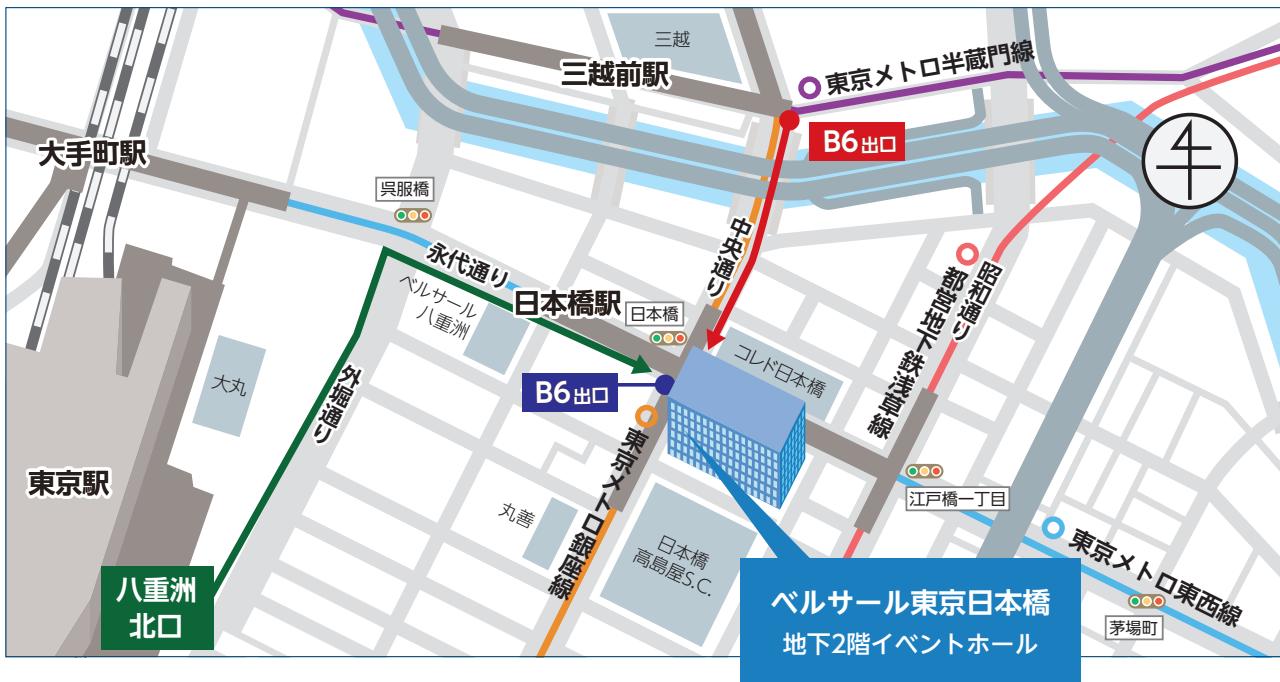 三越
三越前駅
東京メトロ半蔵門線
B6出口
大手町駅
呉服橋
永代通り
中央通り
昭和通り
都営地下鉄浅草線
ベルサール
八重洲
日本橋駅
日本橋
コレド日本橋
大丸
外堀通り
B6出口
東京メトロ銀座線
東京駅
丸善
江戸橋一丁目
日本橋
高島屋S.C.
東京メトロ東西線
八重洲
北口
ベルサール東京日本橋
地下2階イベントホール
茅場町